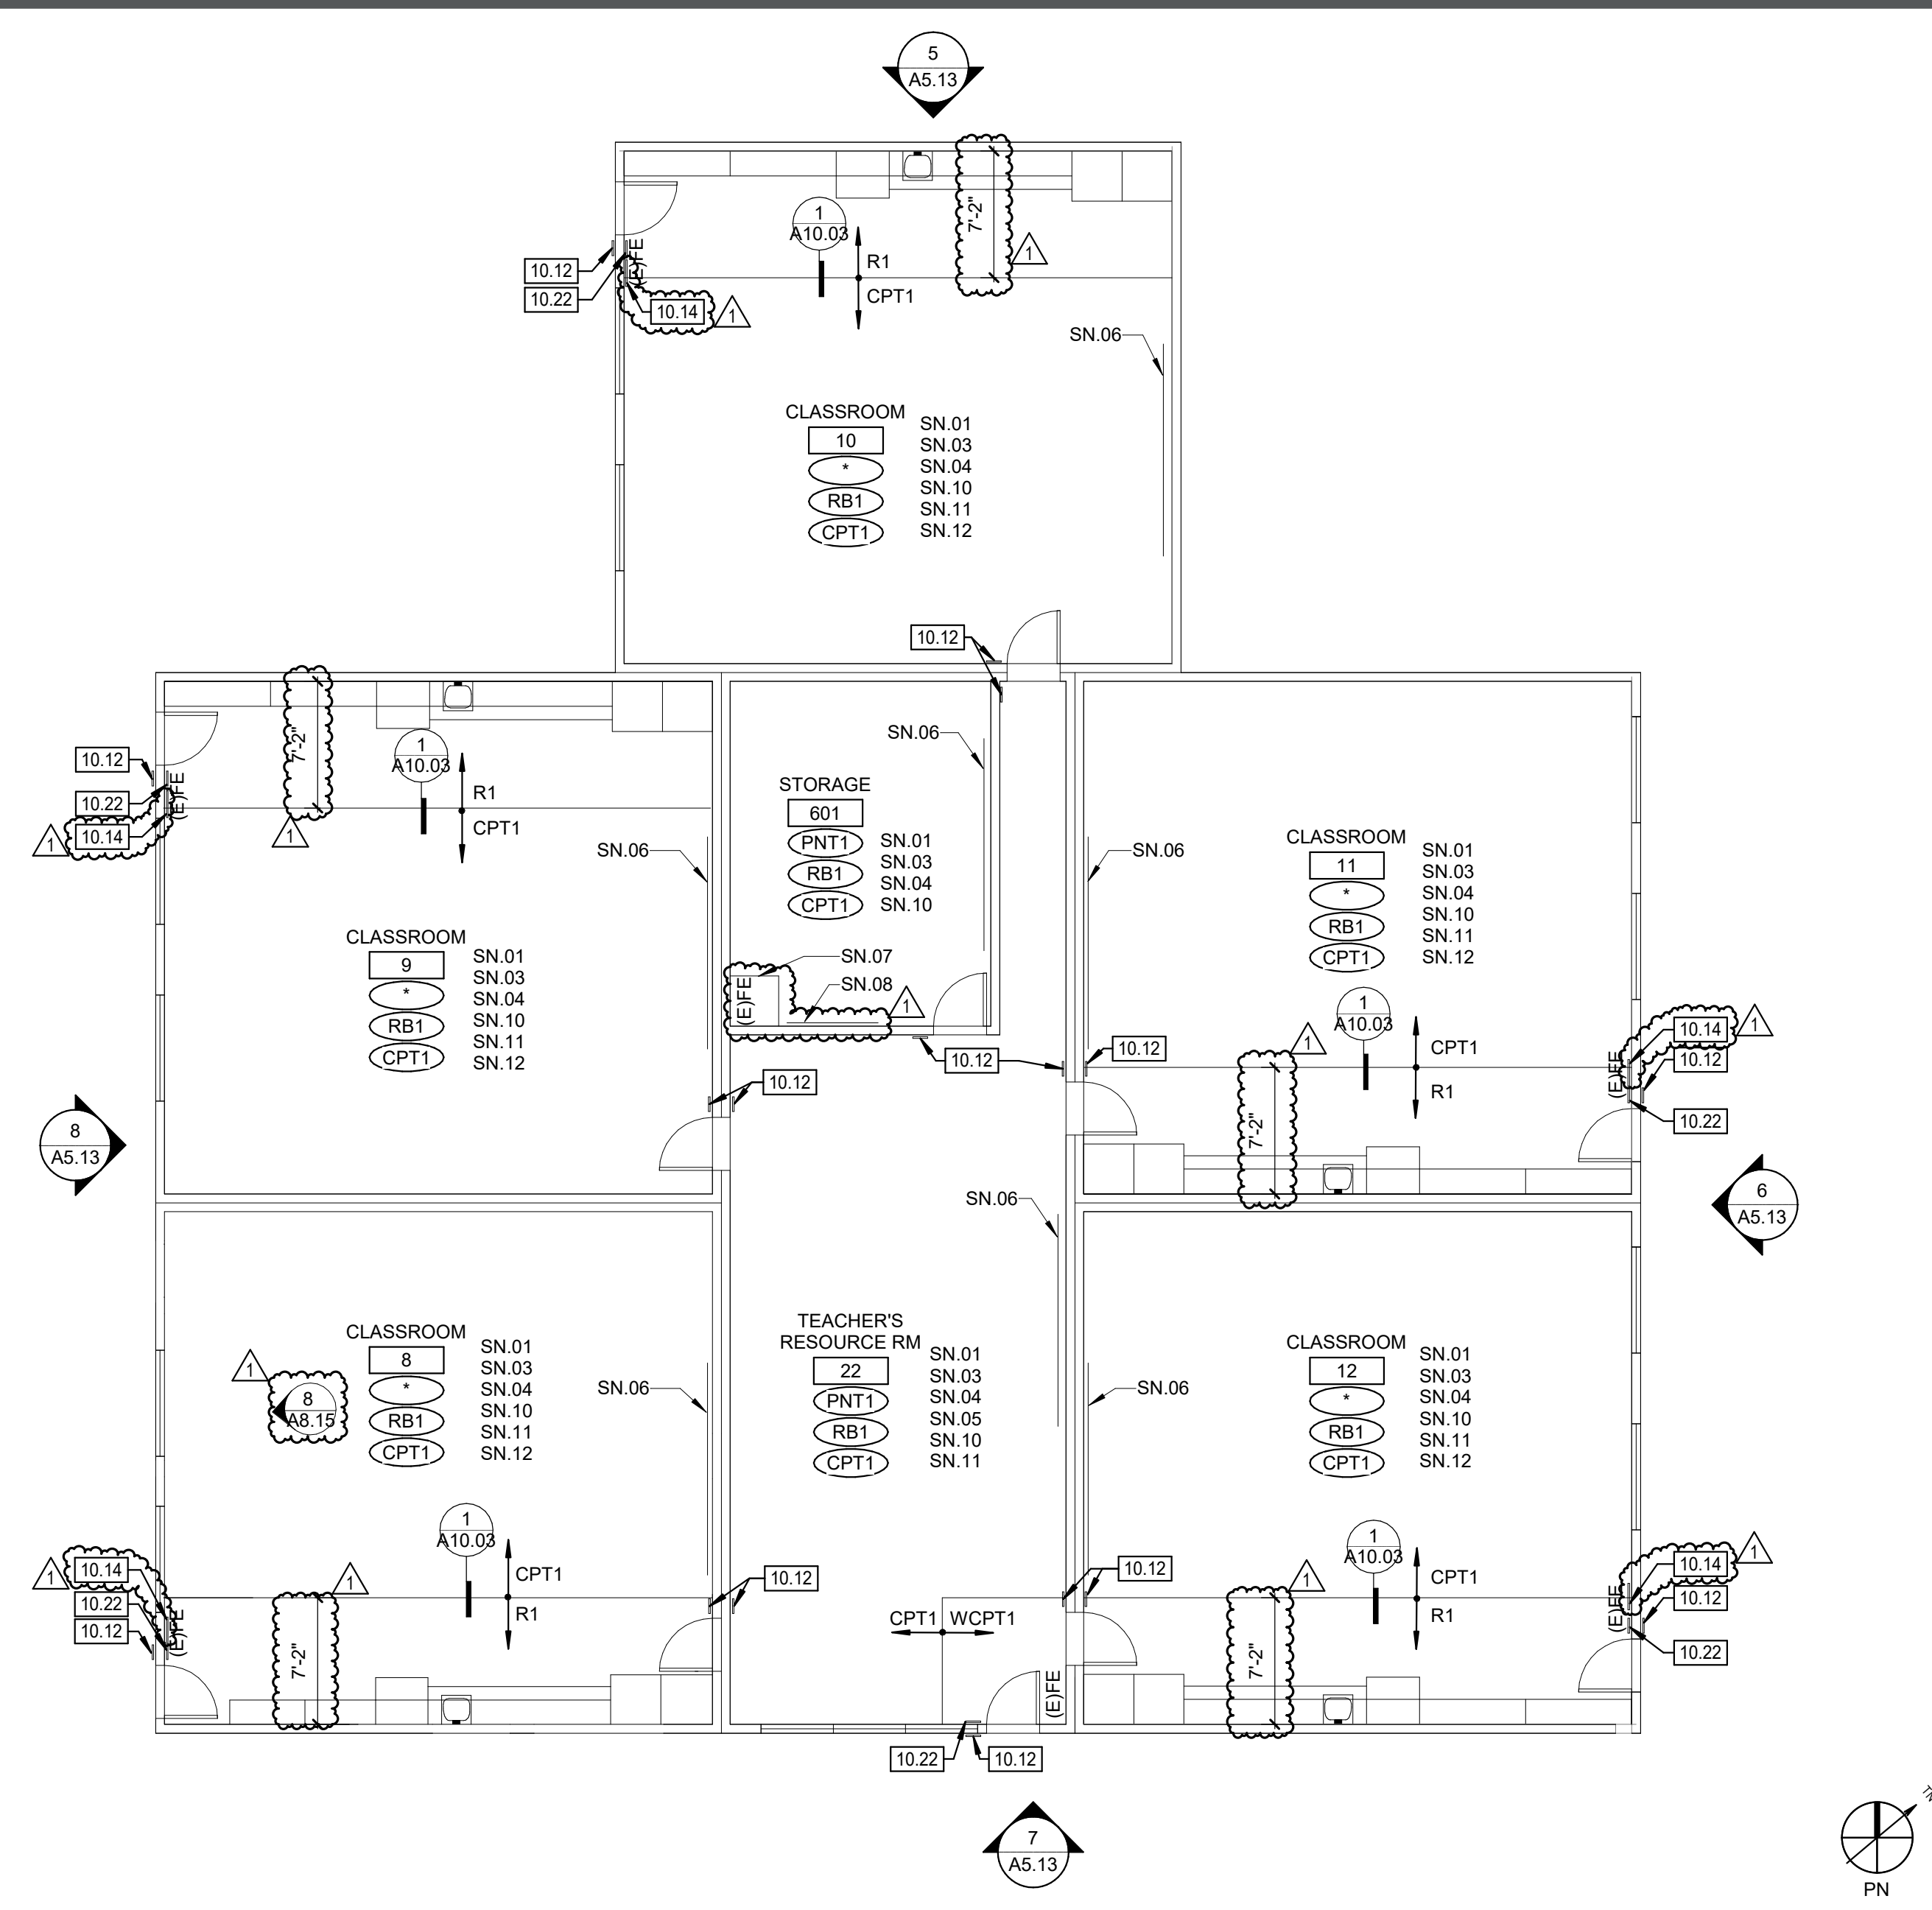 5
A5.13
7'-2"
1
A10.03
R1
CPT1
1
10.12
10.22
(E)FE
10.14
1
SN.06
CLASSROOM
10
*
RB1
CPT1
SN.01
SN.03
SN.04
SN.10
SN.11
SN.12
10.12
7'-2"
1
1
A10.03
R1
CPT1
10.12
10.22
10.14
1
(E)FE
SN.06
CLASSROOM
9
*
RB1
CPT1
SN.01
SN.03
SN.04
SN.10
SN.11
SN.12
10.12
SN.06
STORAGE
601
PNT1
RB1
CPT1
SN.01
SN.03
SN.04
SN.10
SN.07
SN.08
(E)FE
1
10.12
10.12
SN.06
CLASSROOM
11
*
RB1
CPT1
SN.01
SN.03
SN.04
SN.10
SN.11
SN.12
1
A10.03
CPT1
R1
1
7'-2"
(E)FE
10.14
1
10.12
10.22
8
A5.13
6
A5.13
SN.06
CLASSROOM
8
*
RB1
CPT1
SN.01
SN.03
SN.04
SN.10
SN.11
SN.12
1
8
A8.15
SN.06
1
A10.03
CPT1
R1
10.14
1
10.22
10.12
(E)FE
1
7'-2"
10.12
TEACHER'S
RESOURCE RM
22
PNT1
RB1
CPT1
SN.01
SN.03
SN.04
SN.05
SN.10
SN.11
CPT1
WCPT1
(E)FE
10.22
10.12
10.12
SN.06
CLASSROOM
12
*
RB1
CPT1
SN.01
SN.03
SN.04
SN.10
SN.11
SN.12
1
A10.03
CPT1
R1
1
7'-2"
(E)FE
10.14
1
10.12
10.22
7
A5.13
PN